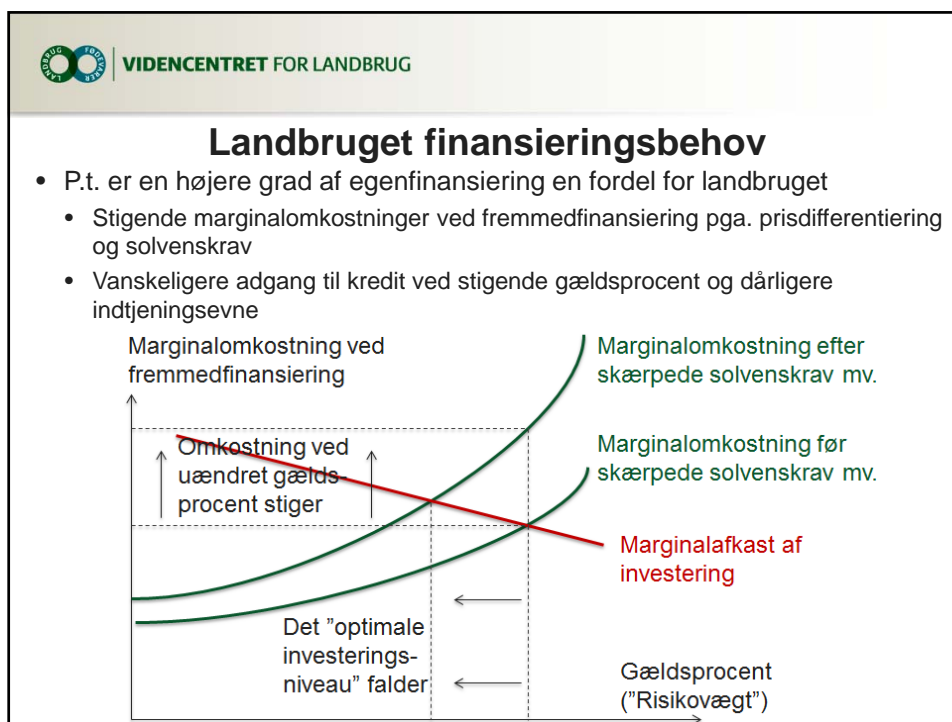 LANDBRUG FØDEVARER
VIDENCENTRET FOR LANDBRUG
Landbruget finansieringsbehov
• P.t. er en højere grad af egenfinansiering en fordel for landbruget
• Stigende marginalomkostninger ved fremmedfinansiering pga. prisdifferentiering
og solvenskrav
• Vanskeligere adgang til kredit ved stigende gældsprocent og dårligere
indtjeningsevne
Marginalomkostning ved
fremmedfinansiering
Marginalomkostning efter
skærpede solvenskrav mv.
Omkostning ved
uændret gælds-
procent stiger
Marginalomkostning før
skærpede solvenskrav mv.
Marginalafkast af
investering
Det ”optimale
investerings-
niveau” falder
Gældsprocent
(”Risikovægt”)